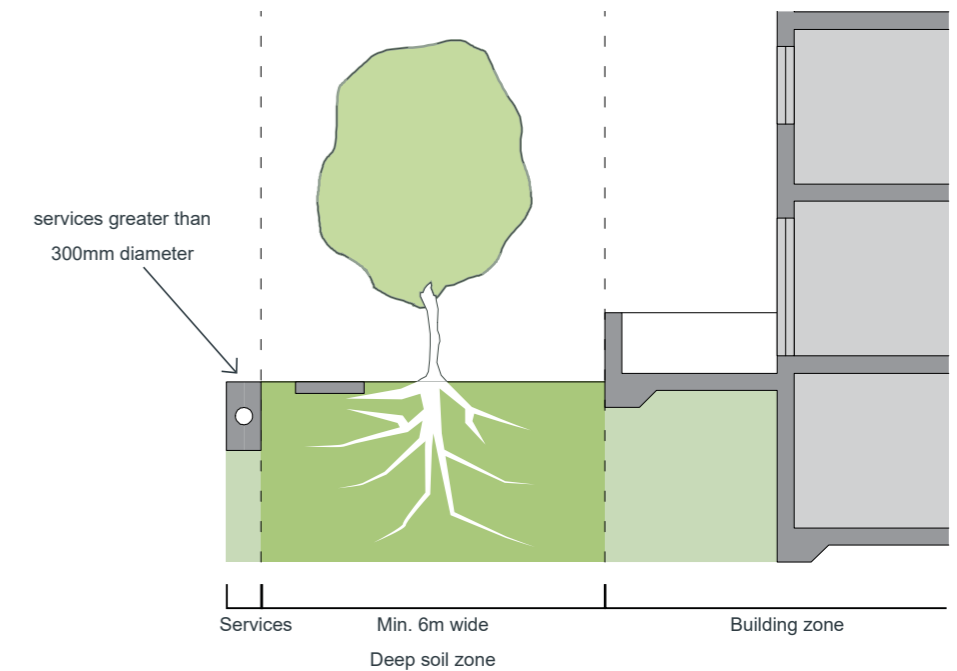 services greater than
300mm diameter
Services
Min. 6m wide
Deep soil zone
Building zone